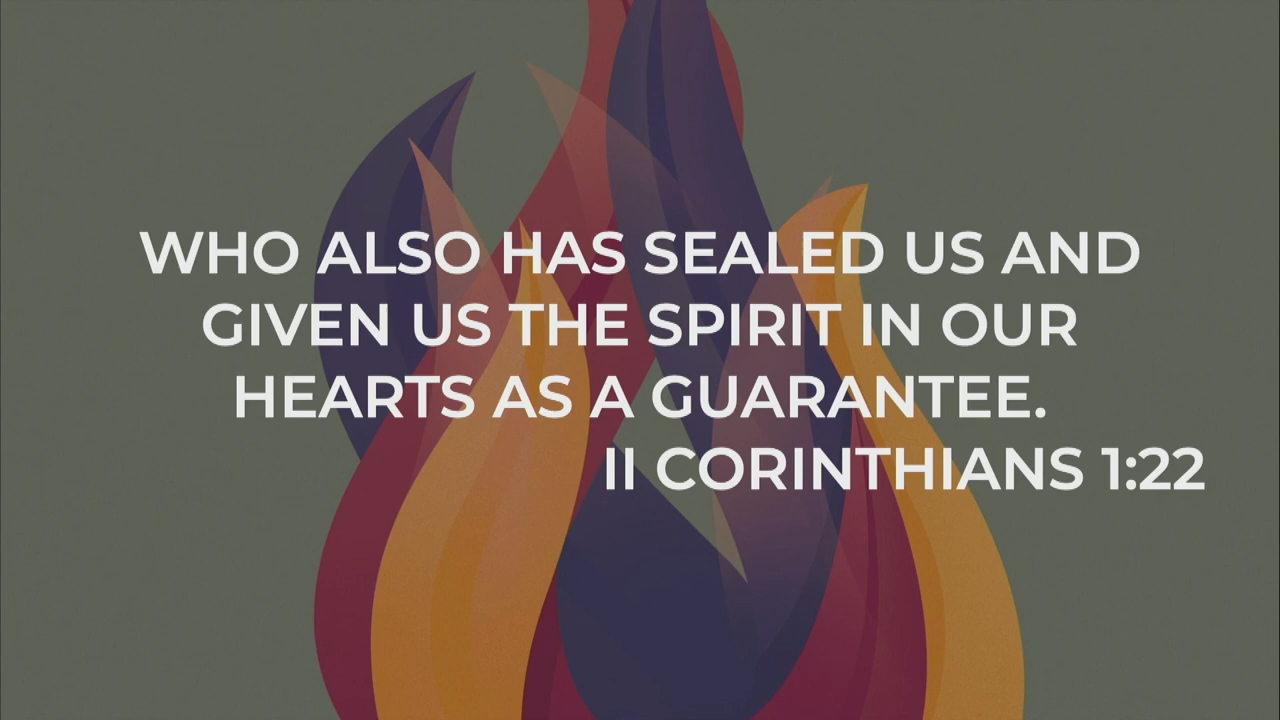 WHO ALSO HAS SEALED US AND
GIVEN US THE SPIRIT IN OUR
HEARTS AS A GUARANTEE.
II CORINTHIANS 1:22